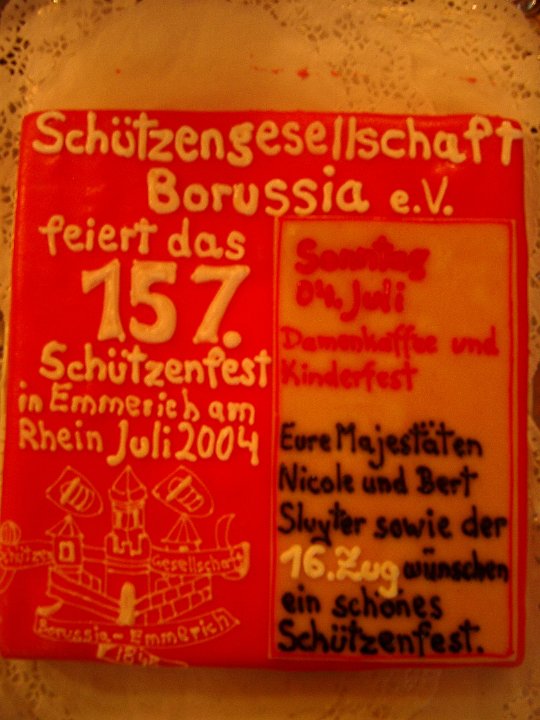 Schützengesellschaft
Borussia e.V.
feiert das
157.
Schützenfest
in Emmerich am
Rhein Juli 2004
Schützen Gesellschaft
Borussia-Emmerich
Sonntag
04. Juli
Damenkaffee und
Kinderfest
Eure Majestäten
Nicole und Bert
Sluyter sowie der
16. Zug wünschen
ein schönes
Schützenfest.